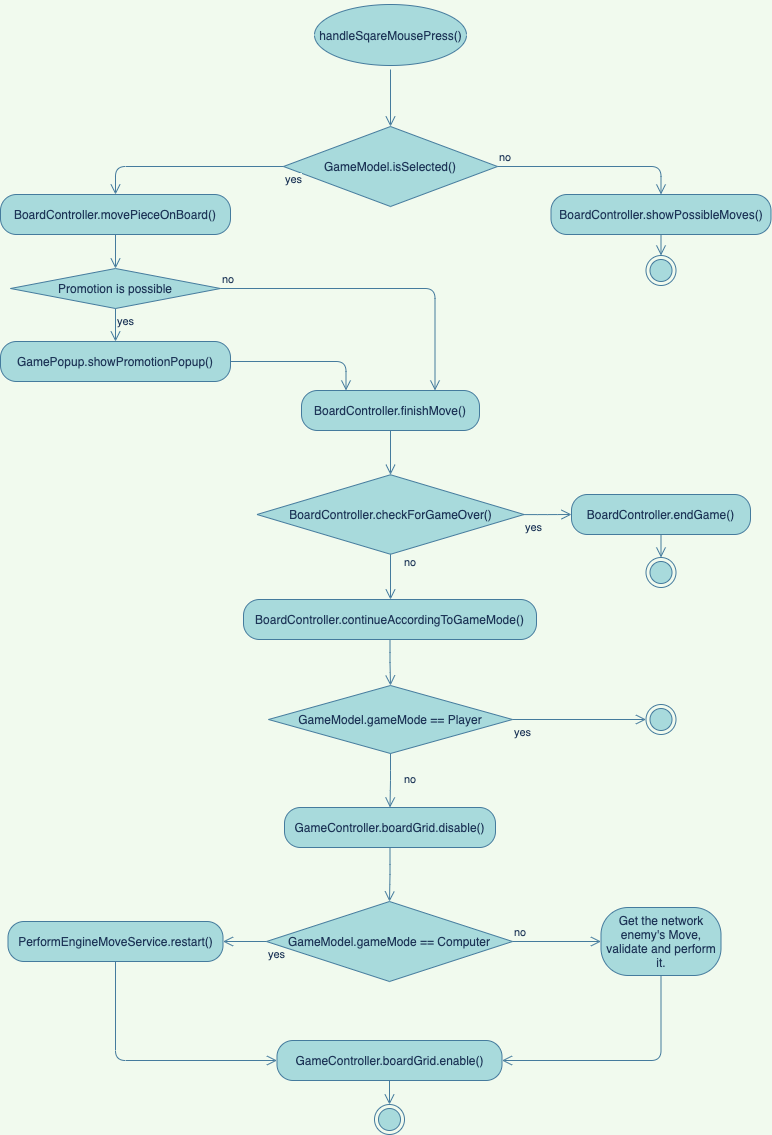 handleSqareMousePress()
GameModel.isSelected()
no
yes
BoardController.movePieceOnBoard()
BoardController.showPossibleMoves()
Promotion is possible
no
yes
GamePopup.showPromotionPopup()
BoardController.finishMove()
BoardController.checkForGameOver()
yes
BoardController.endGame()
no
BoardController.continueAccordingToGameMode()
GameModel.gameMode == Player
yes
no
GameController.boardGrid.disable()
GameModel.gameMode == Computer
no
yes
PerformEngineMoveService.restart()
Get the network
enemy's Move,
validate and perform
it.
GameController.boardGrid.enable()